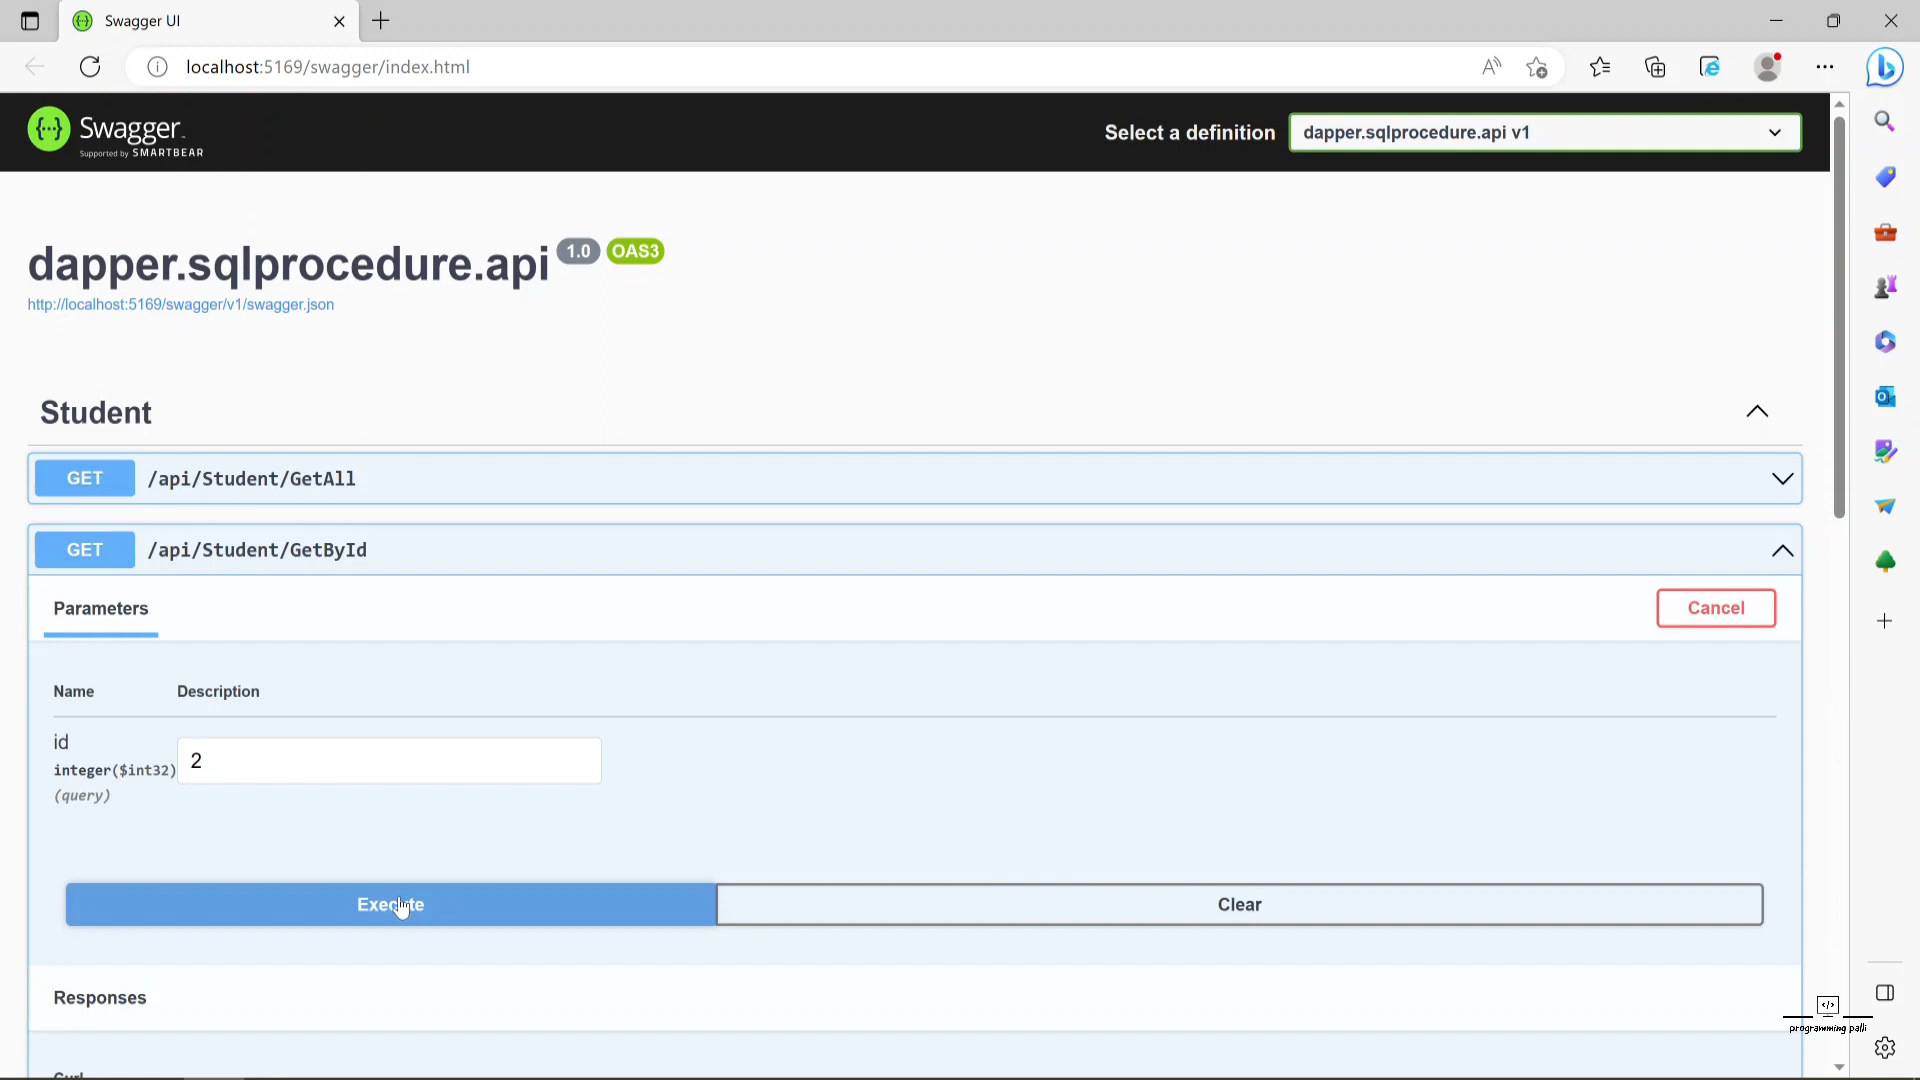 Swagger UI
localhost:5169/swagger/index.html
Swagger
Supported by SMARTBEAR
Select a definition
dapper.sqlprocedure.api v1
dapper.sqlprocedure.api 1.0 OAS3
http://localhost:5169/swagger/v1/swagger.json
Student
GET /api/Student/GetAll
GET /api/Student/GetById
Parameters
Cancel
Name Description
id
integer($int32)
(query)
2
Execute
Clear
Responses
Curl
programming palli